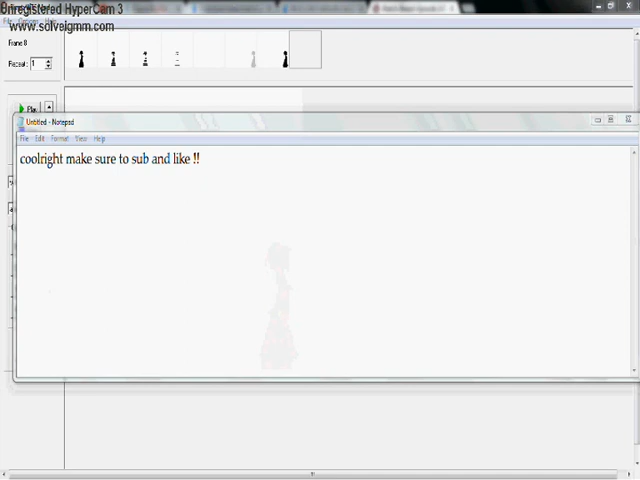 Unregistered HyperCam 3
www.solveigmm.com
Frame 8
Repeat: 1
Play
Untitled - Notepad
File Edit Format View Help
coolright make sure to sub and like !!